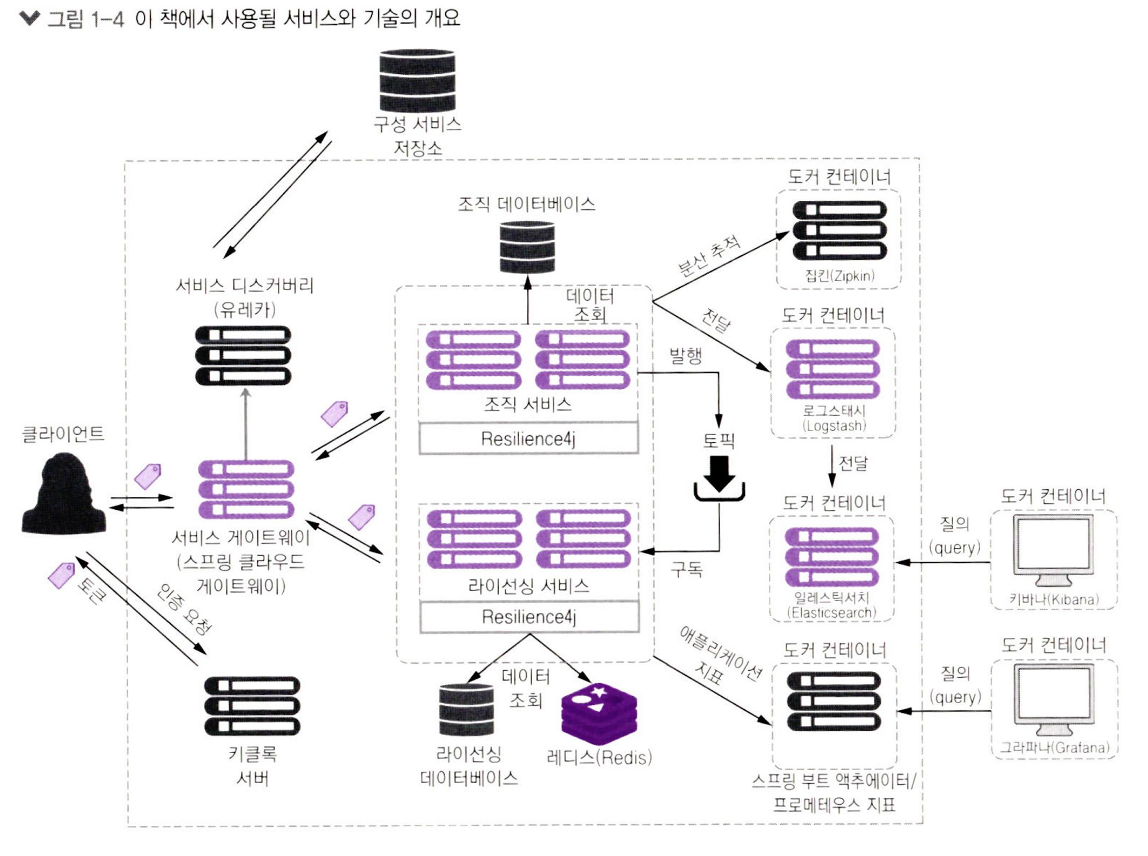 그림 1-4 이 책에서 사용될 서비스와 기술의 개요
구성 서비스
저장소
도커 컨테이너
집킨(Zipkin)
조직 데이터베이스
분산 추적
서비스 디스커버리
(유레카)
데이터
조회
전달
도커 컨테이너
로그스태시
(Logstash)
발행
조직 서비스
Resilience4j
토픽
전달
클라이언트
서비스 게이트웨이
(스프링 클라우드
게이트웨이)
도커 컨테이너
일레스틱서치
(Elasticsearch)
질의
(query)
도커 컨테이너
키바나(Kibana)
구독
라이선싱 서비스
Resilience4j
토큰
인증 요청
애플리케이션
지표
도커 컨테이너
질의
(query)
도커 컨테이너
그라파나(Grafana)
데이터
조회
키클록
서버
라이선싱
데이터베이스
레디스(Redis)
스프링 부트 액추에이터/
프로메테우스 지표